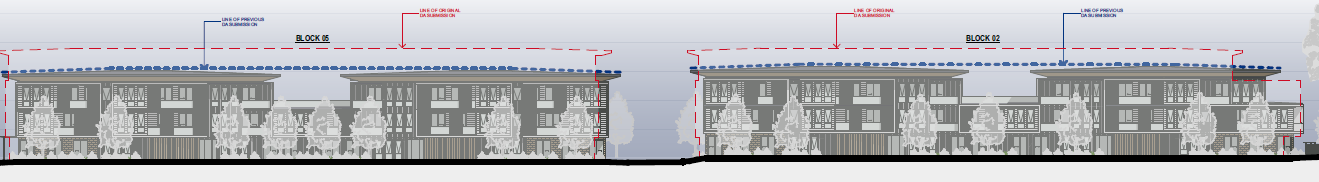 LINE OF PREVIOUS
DA SUBMISSION
LINE OF ORIGINAL
DA SUBMISSION
BLOCK 05
LINE OF ORIGINAL
DA SUBMISSION
LINE OF PREVIOUS
DA SUBMISSION
BLOCK 02